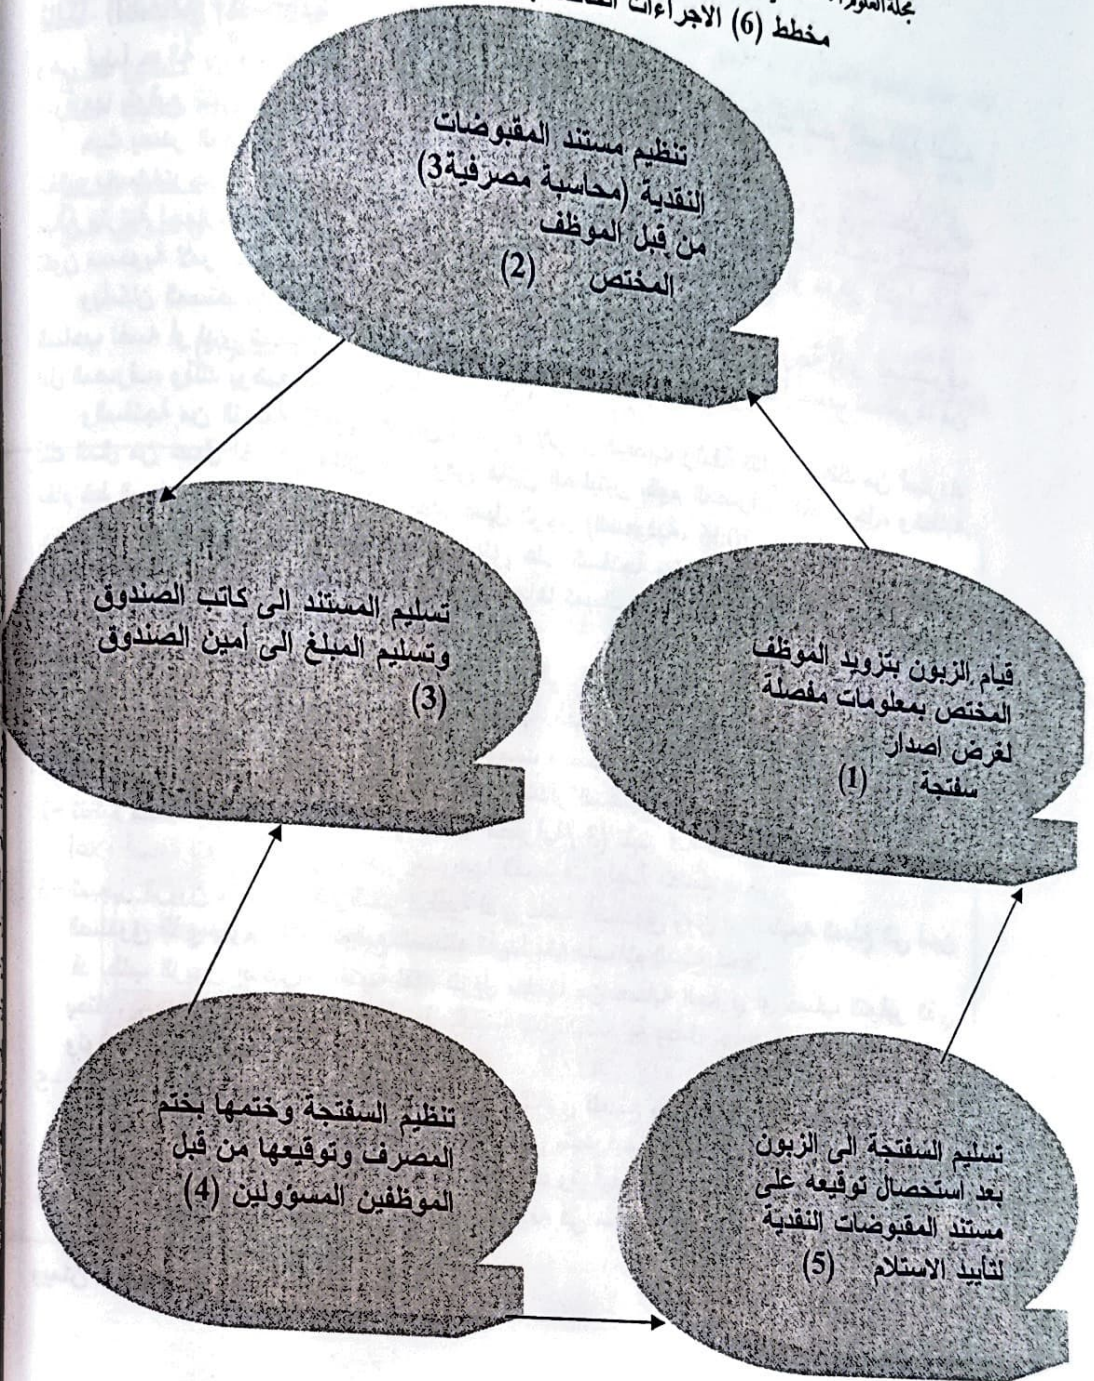 مجلة العلوم
مخطط (6) الاجراءات
تنظيم مستند المقبوضات
النقدية (محاسبة مصرفية3)
من قبل الموظف
المختص (2)
تسليم المستند الى كاتب الصندوق
وتسليم المبلغ الى أمين الصندوق
(3)
قيام الزبون بتزويد الموظف
المختص بمعلومات مفصلة
لغرض اصدار
سفتجة (1)
تنظيم السفتجة وختمها بختم
المصرف وتوقيعها من قبل
الموظفين المسؤولين (4)
تسليم السفتجة الى الزبون
بعد استحصال توقيعه على
مستند المقبوضات النقدية
لتأييد الاستلام (5)